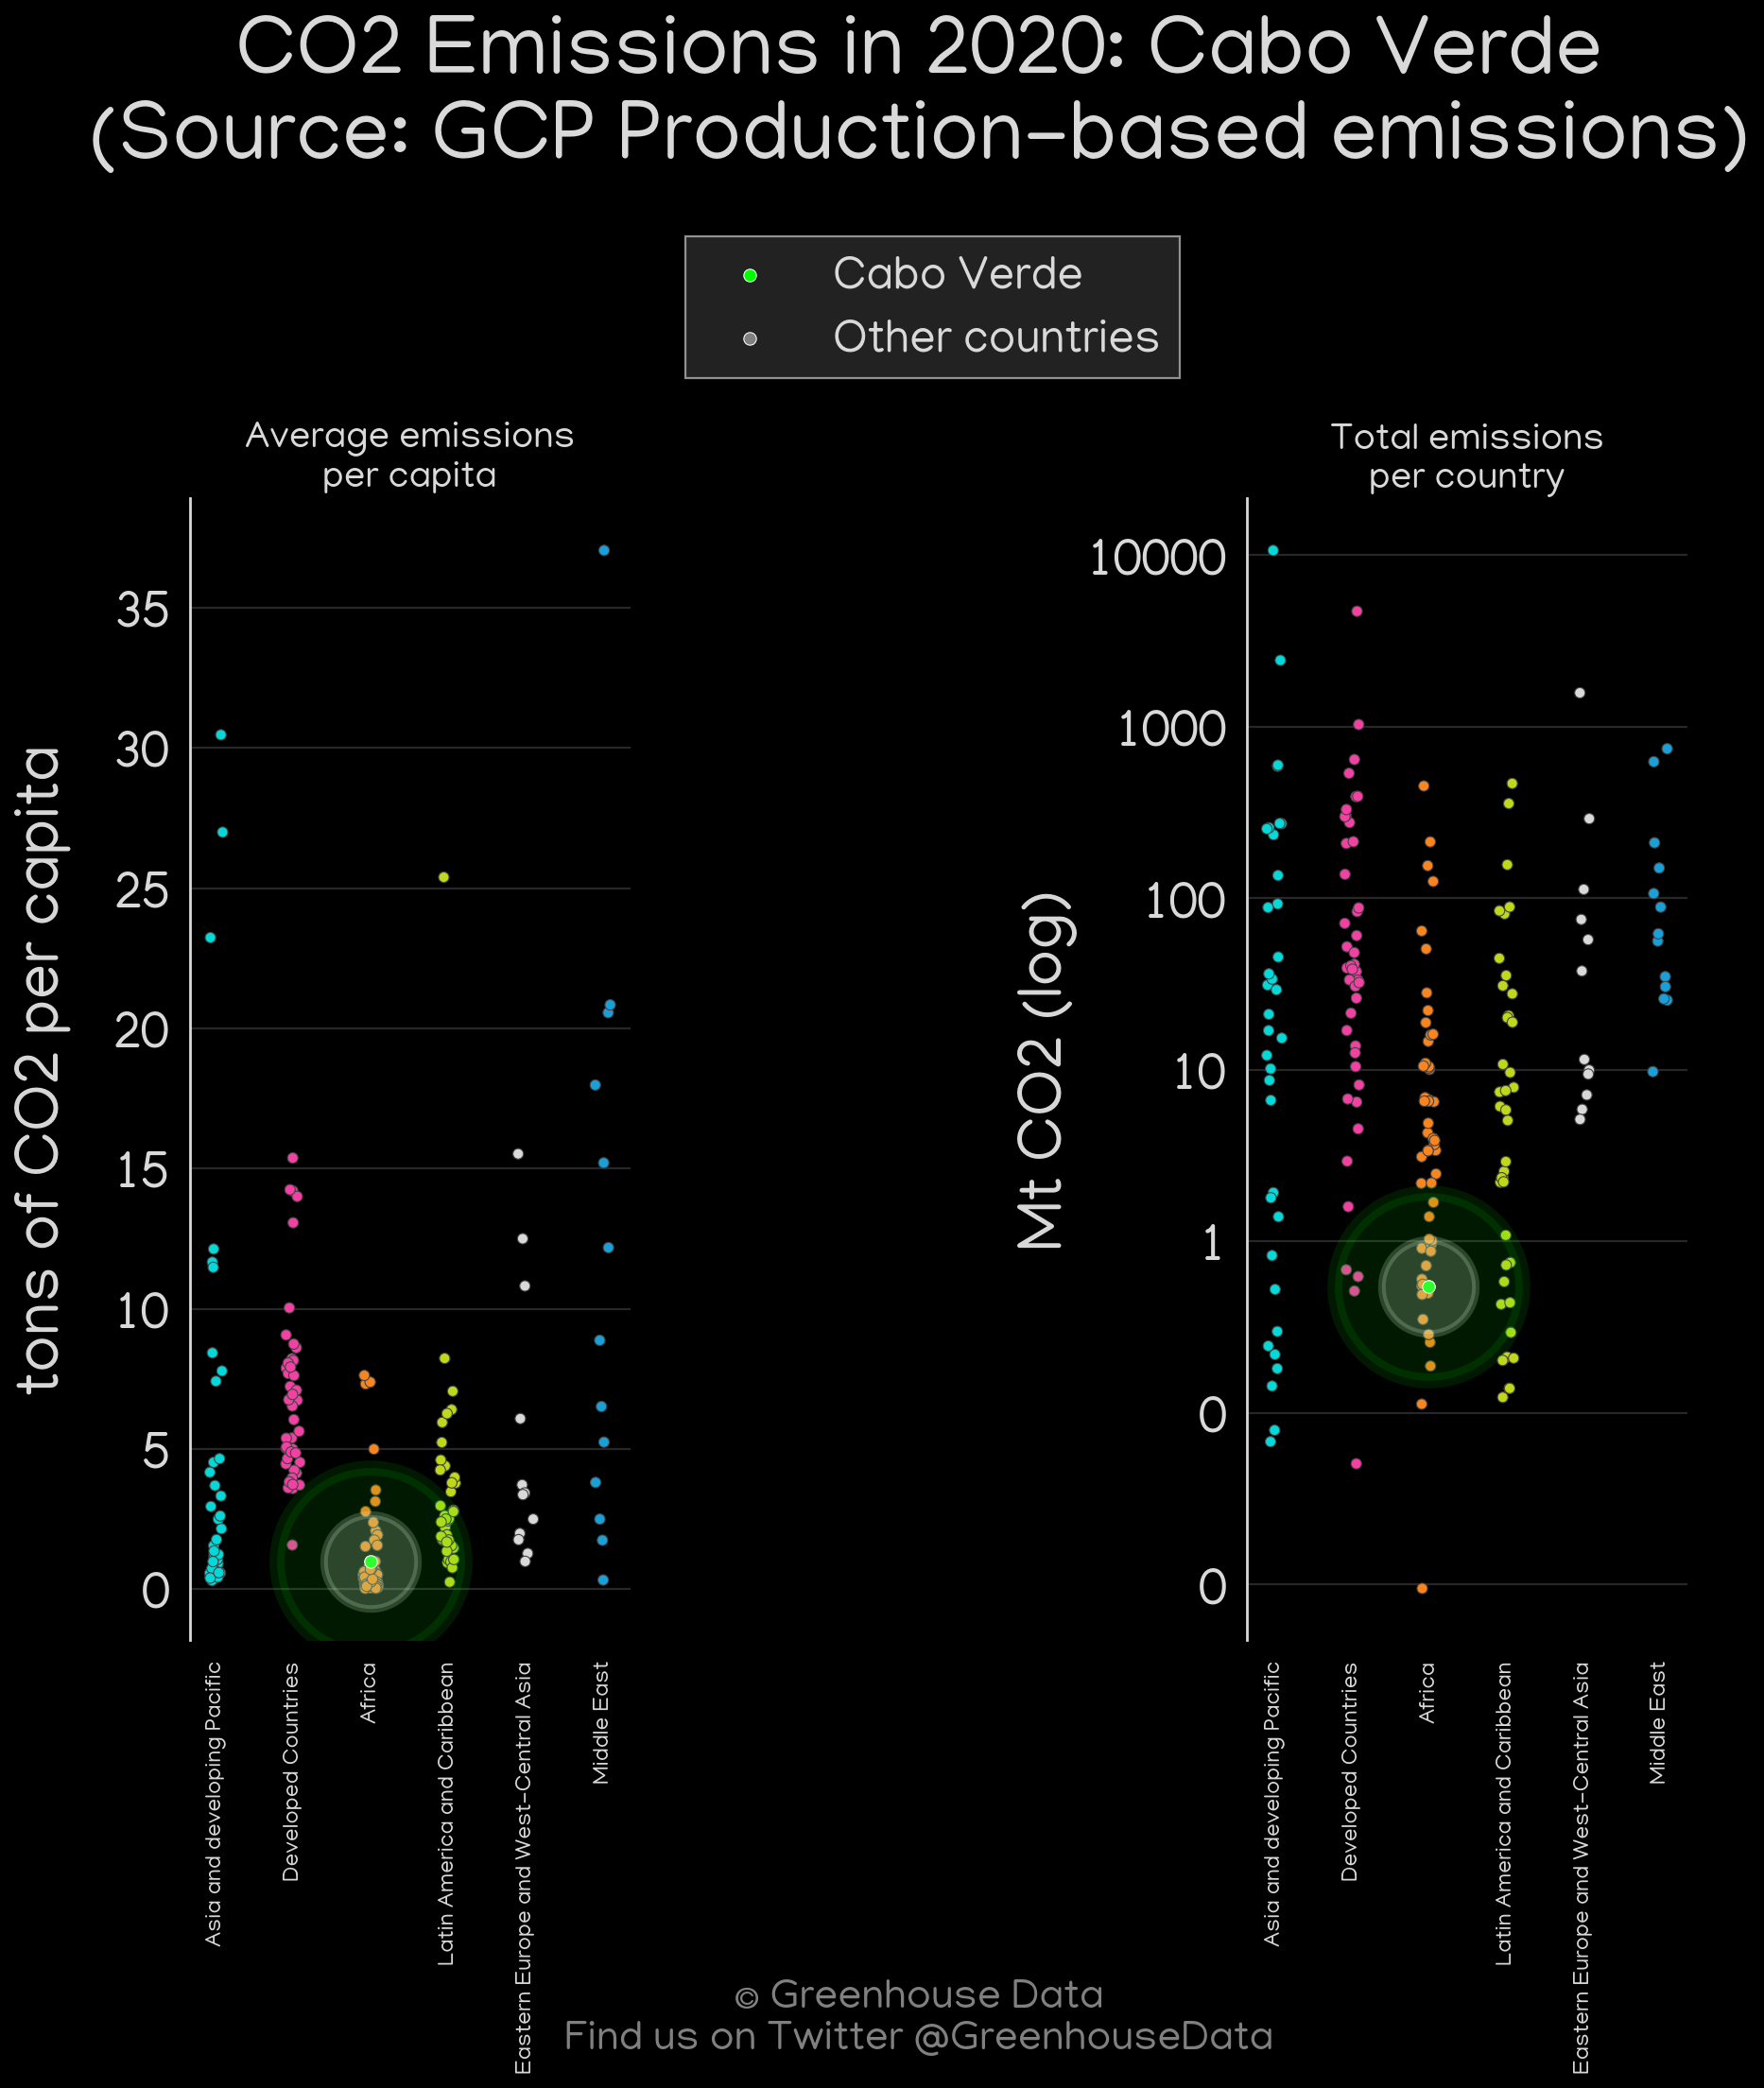 CO2 Emissions in 2020: Cabo Verde
(Source: GCP Production-based emissions)
Cabo Verde
Other countries
Average emissions
per capita
tons of CO2 per capita
35
30
25
20
15
10
5
0
Asia and developing Pacific
Developed Countries
Africa
Latin America and Caribbean
Eastern Europe and West-Central Asia
Middle East
Total emissions
per country
Mt CO2 (log)
10000
1000
100
10
1
0
0
Asia and developing Pacific
Developed Countries
Africa
Latin America and Caribbean
Eastern Europe and West-Central Asia
Middle East
© Greenhouse Data
Find us on Twitter @GreenhouseData